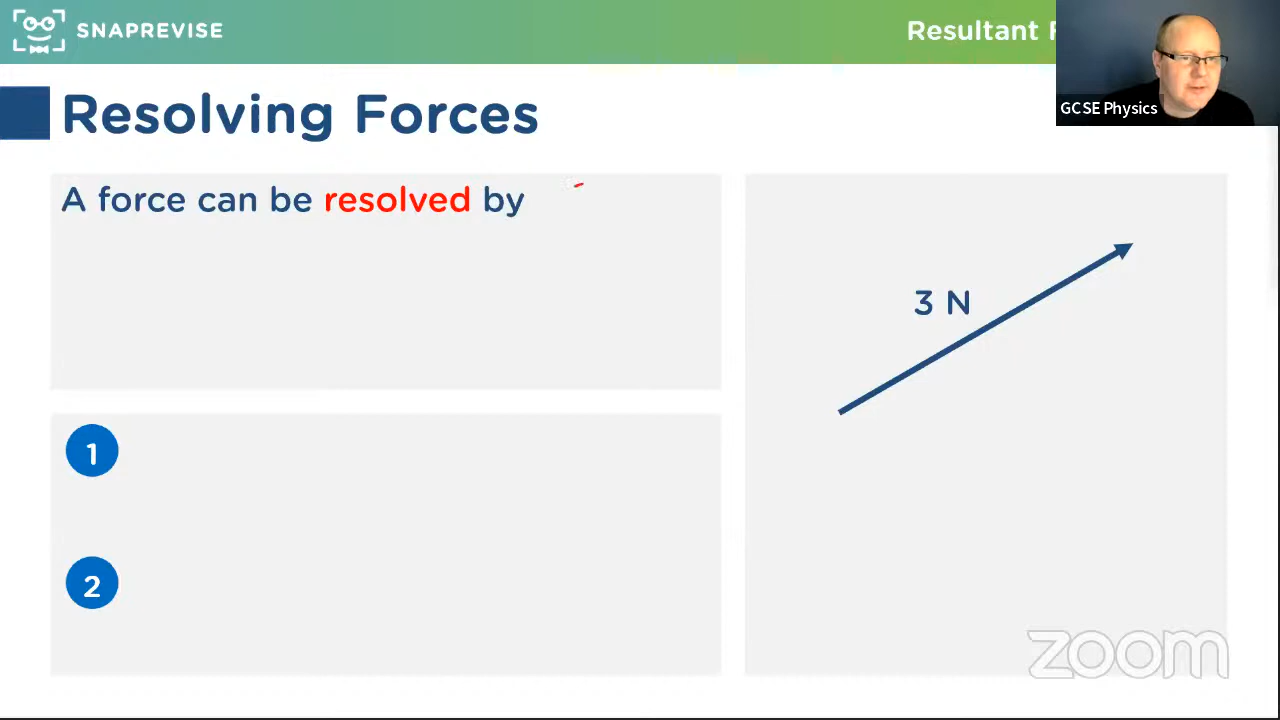 SNAPREVISE
Resultant
GCSE Physics
Resolving Forces
A force can be resolved by
3 N
1
2
zoom